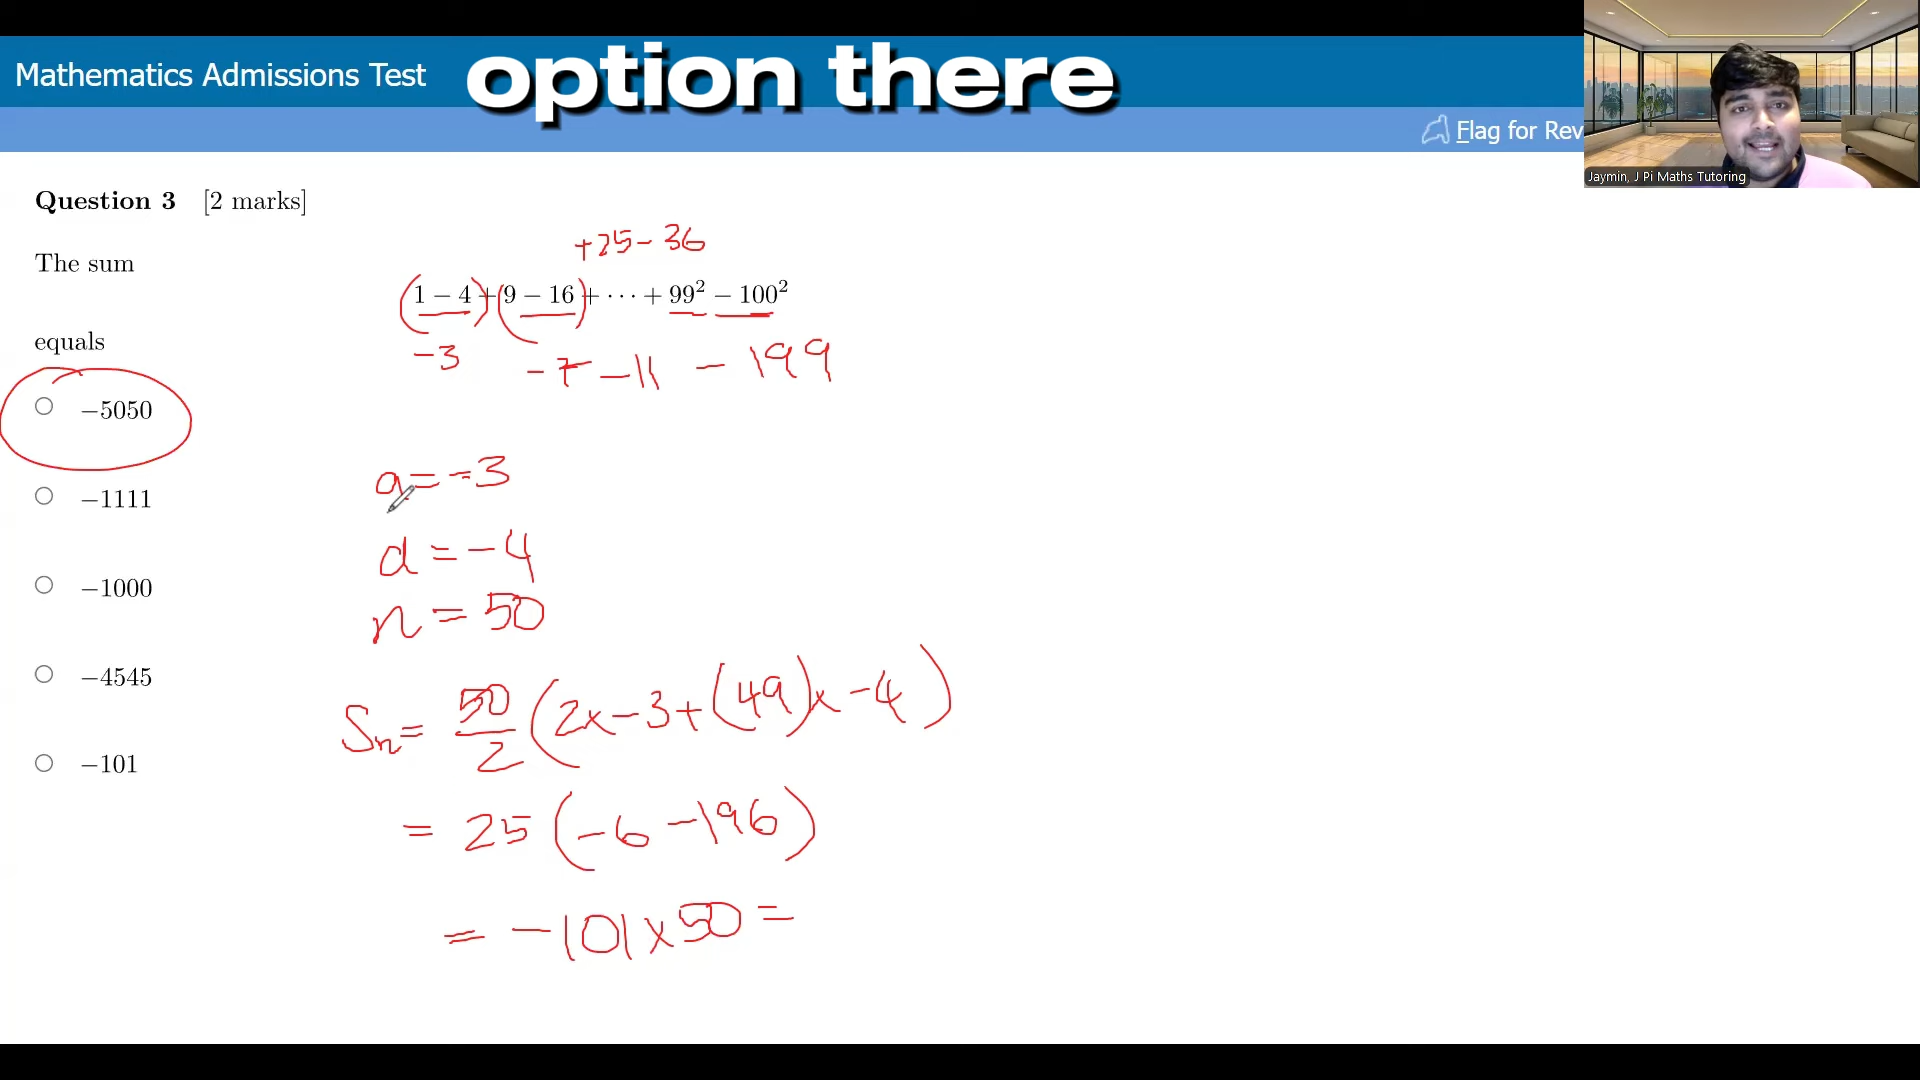 Mathematics Admissions Test
option there
Flag for Rev
Jaymin, J Pi Maths Tutoring
Question 3 [2 marks]
The sum
+25 - 36
(1 − 4) + (9 − 16) + ⋯ + 99² − 100²
equals
-3 -7 -11 - 199
−5050
−1111
−1000
−4545
−101
a = -3
d = -4
n = 50
Sn = 50/2 (2x-3+(49)x-4)
= 25(-6 -196)
= -101x50 =